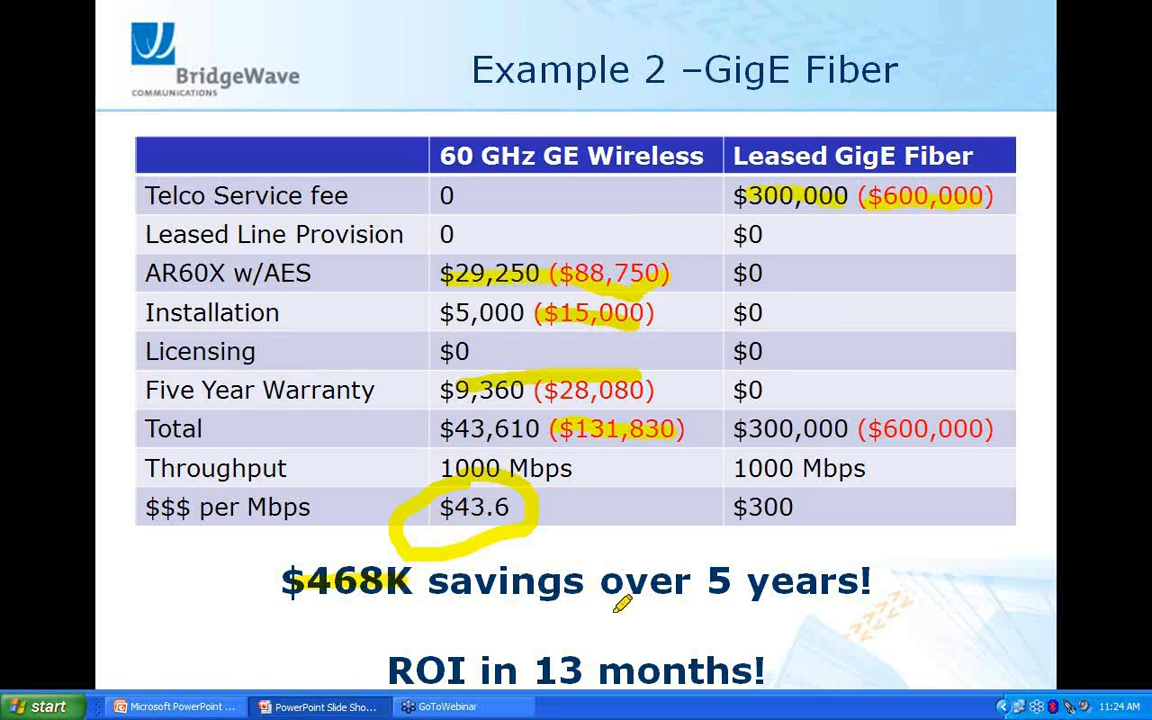 BridgeWave
COMMUNICATIONS
Example 2 –GigE Fiber
60 GHz GE Wireless Leased GigE Fiber
Telco Service fee 0 $300,000 ($600,000)
Leased Line Provision 0 $0
AR60X w/AES $29,250 ($88,750) $0
Installation $5,000 ($15,000) $0
Licensing $0 $0
Five Year Warranty $9,360 ($28,080) $0
Total $43,610 ($131,830) $300,000 ($600,000)
Throughput 1000 Mbps 1000 Mbps
$$$ per Mbps $43.6 $300
$468K savings over 5 years!
ROI in 13 months!
start Microsoft PowerPoint ... PowerPoint Slide Sho... GoToWebinar 11:24 AM